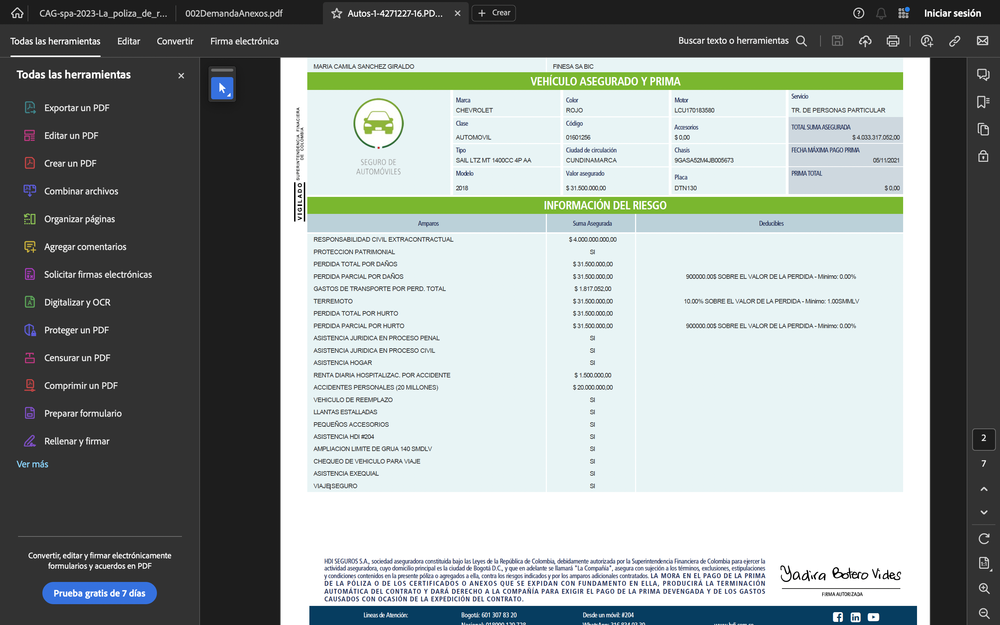 CAG-spa-2023-La_poliza_de_r...
002DemandaAnexos.pdf
Autos-1-4271227-16.PD...
Crear
Iniciar sesión
Todas las herramientas
Editar
Convertir
Firma electrónica
Buscar texto o herramientas
Todas las herramientas
Exportar un PDF
Editar un PDF
Crear un PDF
Combinar archivos
Organizar páginas
Agregar comentarios
Solicitar firmas electrónicas
Digitalizar y OCR
Proteger un PDF
Censurar un PDF
Comprimir un PDF
Preparar formulario
Rellenar y firmar
Ver más
Convertir, editar y firmar electrónicamente
formularios y acuerdos en PDF
Prueba gratis de 7 días
MARIA CAMILA SANCHEZ GIRALDO
FINESA SA BIC
VEHÍCULO ASEGURADO Y PRIMA
VIGILADO
SUPERINTENDENCIA FINACIERA
DE COLOMBIA
SEGURO DE
AUTOMÓVILES
Marca
CHEVROLET
Color
ROJO
Motor
LCU170183580
Servicio
TR. DE PERSONAS PARTICULAR
Clase
AUTOMOVIL
Código
01601256
Accesorios
$ 0,00
TOTAL SUMA ASEGURADA
$ 4.033.317.052,00
Tipo
SAIL LTZ MT 1400CC 4P AA
Ciudad de circulación
CUNDINAMARCA
Chasis
9GASA52M4JB005673
FECHA MÁXIMA PAGO PRIMA
05/11/2021
Modelo
2018
Valor asegurado
$ 31.500.000,00
Placa
DTN130
PRIMA TOTAL
$ 0,00
INFORMACIÓN DEL RIESGO
Amparos Suma Asegurada Deducibles
RESPONSABILIDAD CIVIL EXTRACONTRACTUAL $ 4.000.000.000,00
PROTECCION PATRIMONIAL SI
PERDIDA TOTAL POR DAÑOS $ 31.500.000,00
PERDIDA PARCIAL POR DAÑOS $ 31.500.000,00 900000.00$ SOBRE EL VALOR DE LA PERDIDA - Mínimo: 0.00%
GASTOS DE TRANSPORTE POR PERD. TOTAL $ 1.817.052,00
TERREMOTO $ 31.500.000,00 10.00% SOBRE EL VALOR DE LA PERDIDA - Mínimo: 1.00SMMLV
PERDIDA TOTAL POR HURTO $ 31.500.000,00
PERDIDA PARCIAL POR HURTO $ 31.500.000,00 900000.00$ SOBRE EL VALOR DE LA PERDIDA - Mínimo: 0.00%
ASISTENCIA JURIDICA EN PROCESO PENAL SI
ASISTENCIA JURIDICA EN PROCESO CIVIL SI
ASISTENCIA HOGAR SI
RENTA DIARIA HOSPITALIZAC. POR ACCIDENTE $ 1.500.000,00
ACCIDENTES PERSONALES (20 MILLONES) $ 20.000.000,00
VEHICULO DE REEMPLAZO SI
LLANTAS ESTALLADAS SI
PEQUEÑOS ACCESORIOS SI
ASISTENCIA HDI #204 SI
AMPLIACION LIMITE DE GRUA 140 SMDLV SI
CHEQUEO DE VEHICULO PARA VIAJE SI
ASISTENCIA EXEQUIAL SI
VIAJE SEGURO SI
HDI SEGUROS S.A., sociedad aseguradora constituida bajo las Leyes de la República de Colombia, debidamente autorizada por la Superintendencia Financiera de Colombia para ejercer la
actividad aseguradora, cuyo domicilio principal es la ciudad de Bogotá D.C., y que en adelante se llamará "La Compañía", asegura con sujeción a los términos, exclusiones, estipulaciones
y condiciones contenidos en la presente póliza o agregados a ella, contra los riesgos indicados y por los amparos adicionales contratados. LA MORA EN EL PAGO DE LA PRIMA
DE LA PÓLIZA O DE LOS CERTIFICADOS O ANEXOS QUE SE EXPIDAN CON FUNDAMENTO EN ELLA, PRODUCIRÁ LA TERMINACIÓN
AUTOMÁTICA DEL CONTRATO Y DARÁ DERECHO A LA COMPAÑÍA PARA EXIGIR EL PAGO DE LA PRIMA DEVENGADA Y DE LOS GASTOS
CAUSADOS CON OCASIÓN DE LA EXPEDICIÓN DEL CONTRATO.
Yadira Botero Vides
FIRMA AUTORIZADA
Lineas de Atención:
Bogotá: 601 307 83 20
Desde un móvil: #204
Nacional: 018000 129 728
WhatsApp: 316 834 93 39
www.hdi.com.co
2
7
1:1